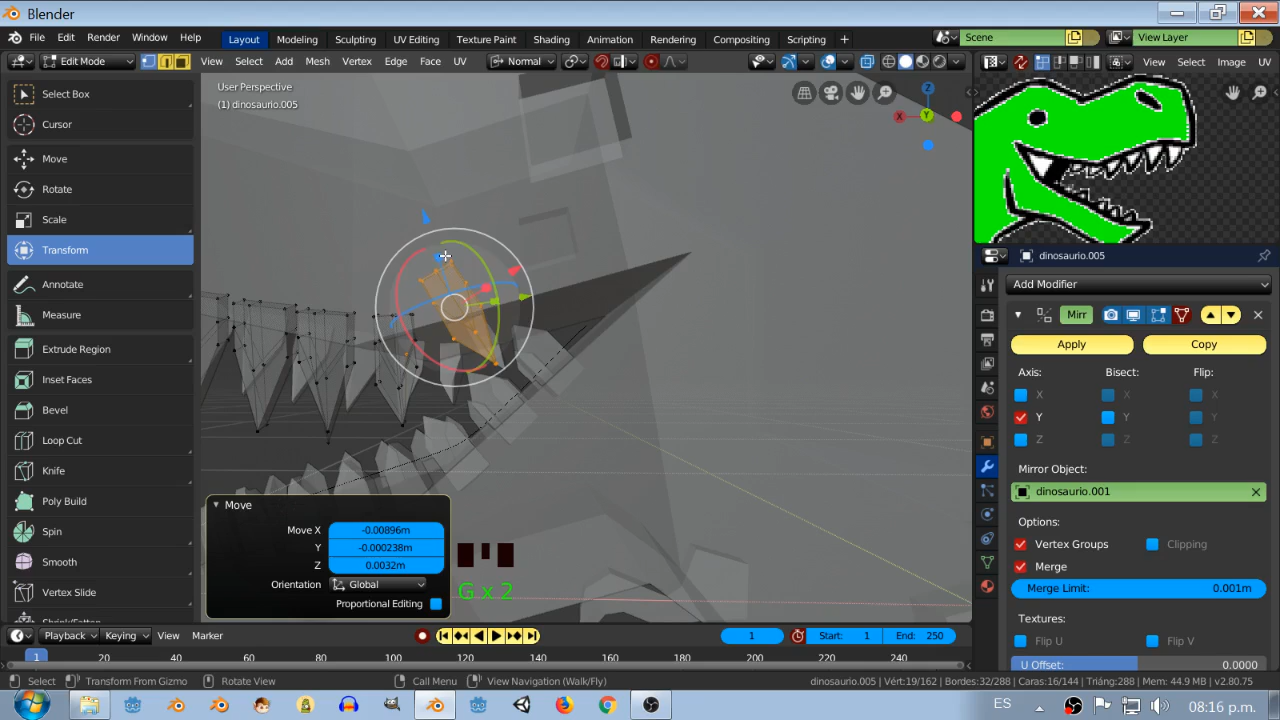 Blender
File Edit Render Window Help Layout Modeling Sculpting UV Editing Texture Paint Shading Animation Rendering Compositing Scripting + Scene View Layer
Edit Mode View Select Add Mesh Vertex Edge Face UV Normal View Select Image UV
User Perspective
(1) dinosaurio.005
Select Box
Cursor
Move
Rotate
Scale
Transform
Annotate
Measure
Extrude Region
Inset Faces
Bevel
Loop Cut
Knife
Poly Build
Spin
Smooth
Vertex Slide
Z
X
Y
Move
Move X -0.00896m
Y -0.000238m
Z 0.0032m
Orientation Global
Proportional Editing
G x 2
dinosaurio.005
Add Modifier
Mirr
Apply Copy
Axis: Bisect: Flip:
X X X
Y Y Y
Z Z Z
Mirror Object:
dinosaurio.001
Options:
Vertex Groups Clipping
Merge
Merge Limit: 0.001m
Textures:
Flip U Flip V
U Offset: 0.0000
Playback Keying View Marker 1 Start: 1 End: 250
1 20 40 60 80 100 120 140 160 180 200 220 240
Select Transform From Gizmo Rotate View Call Menu View Navigation (Walk/Fly) dinosaurio.005 | Vért:19/162 | Bordes:32/288 | Caras:16/144 | Triáng:288 | Mem: 44.9 MB | v2.80.75
ES 08:16 p.m.